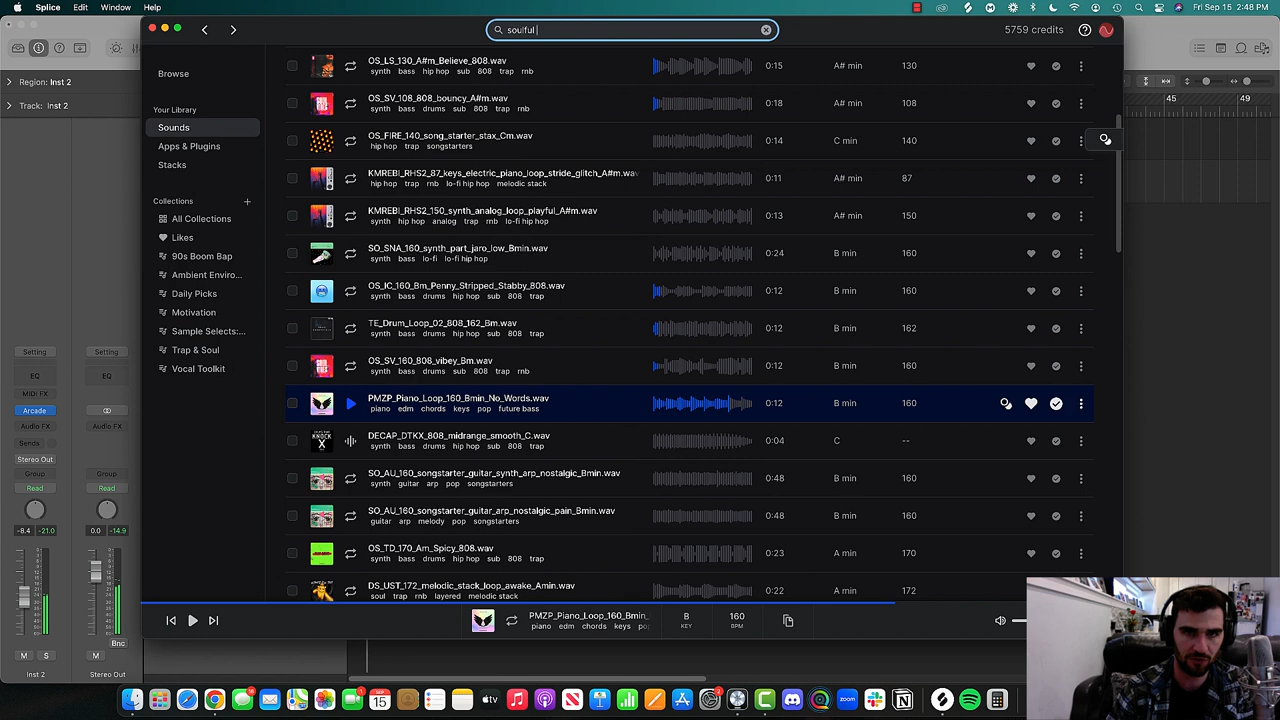 Splice Edit Window Help
Fri Sep 15 2:48 PM
soulful
5759 credits
Region: Inst 2
Track: Inst 2
Browse
Your Library
Sounds
Apps & Plugins
Stacks
Collections
All Collections
Likes
90s Boom Bap
Ambient Enviro...
Daily Picks
Motivation
Sample Selects:...
Trap & Soul
Vocal Toolkit
OS_LS_130_A#m_Believe_808.wav 0:15 A# min 130
synth bass hip hop sub 808 trap rnb
OS_SV_108_808_bouncy_A#m.wav 0:18 A# min 108
synth bass drums sub 808 trap rnb
OS_FIRE_140_song_starter_stax_Cm.wav 0:14 C min 140
hip hop trap songstarters
KMREBI_RHS2_87_keys_electric_piano_loop_stride_glitch_A#m.wav 0:11 A# min 87
hip hop trap rnb lo-fi hip hop melodic stack
KMREBI_RHS2_150_synth_analog_loop_playful_A#m.wav 0:13 A# min 150
synth hip hop analog trap rnb lo-fi hip hop
SO_SNA_160_synth_part_jaro_low_Bmin.wav 0:24 B min 160
synth bass lo-fi lo-fi hip hop
OS_IC_160_Bm_Penny_Stripped_Stabby_808.wav 0:12 B min 160
synth bass drums hip hop sub 808 trap
TE_Drum_Loop_02_808_162_Bm.wav 0:12 B min 162
synth bass drums hip hop sub 808 trap
OS_SV_160_808_vibey_Bm.wav 0:12 B min 160
synth bass drums sub 808 trap rnb
PMZP_Piano_Loop_160_Bmin_No_Words.wav 0:12 B min 160
piano edm chords keys pop future bass
DECAP_DTKX_808_midrange_smooth_C.wav 0:04 C --
synth bass drums hip hop sub 808 trap
SO_AU_160_songstarter_guitar_synth_arp_nostalgic_Bmin.wav 0:48 B min 160
synth guitar arp pop songstarters
SO_AU_160_songstarter_guitar_arp_nostalgic_pain_Bmin.wav 0:48 B min 160
guitar arp melody pop songstarters
OS_TD_170_Am_Spicy_808.wav 0:23 A min 170
synth bass drums hip hop sub 808 trap
DS_UST_172_melodic_stack_loop_awake_Amin.wav 0:22 A min 172
soul trap rnb layered melodic stack
PMZP_Piano_Loop_160_Bmin_ B 160
piano edm chords keys po KEY BPM
45 49
Setting Setting
EQ EQ
MIDI FX
Arcade
Audio FX Audio FX
Sends
Stereo Out
Group Group
Read Read
-8.4 -21.0 0.0 -14.9
Bnc
M S M
Inst 2 Stereo Out